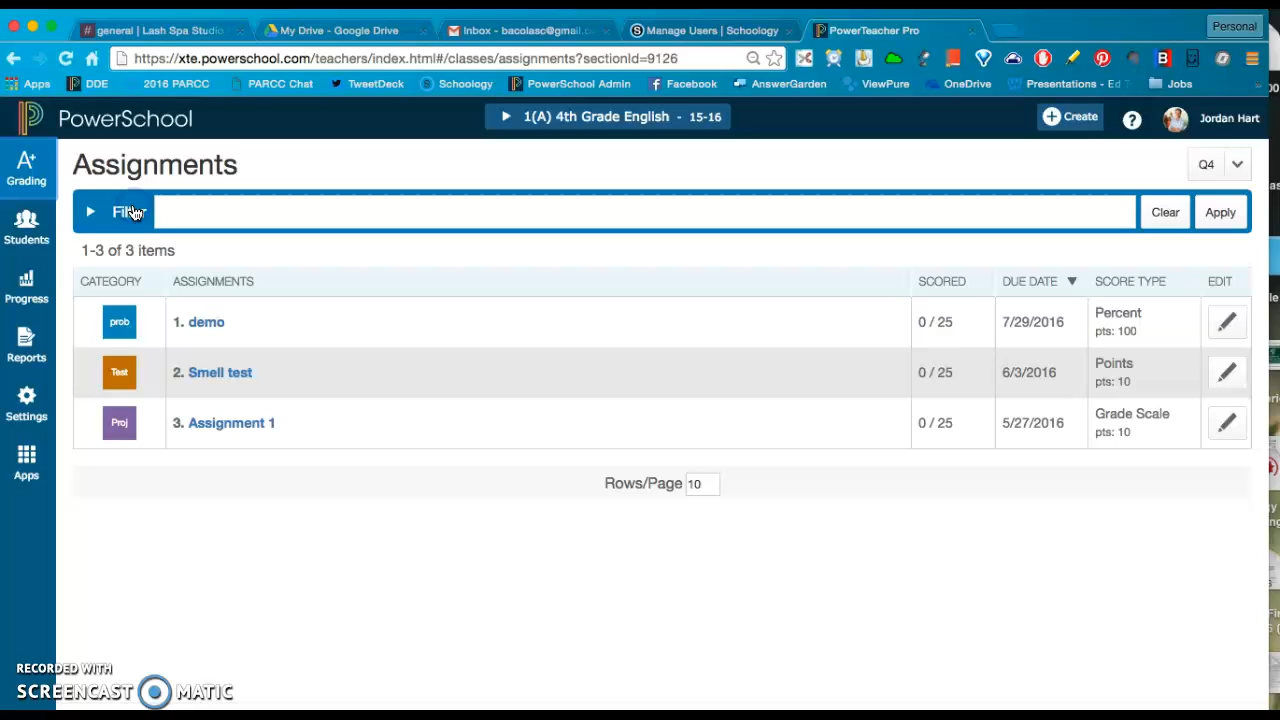 # general | Lash Spa Studio
My Drive - Google Drive
Inbox - bacolasc@gmail.co
Manage Users | Schoology
PowerTeacher Pro
Personal
https://xte.powerschool.com/teachers/index.html#/classes/assignments?sectionId=9126
Apps
DDE
2016 PARCC
PARCC Chat
TweetDeck
Schoology
PowerSchool Admin
Facebook
AnswerGarden
ViewPure
OneDrive
Presentations - Ed T
Jobs
»
PowerSchool
1(A) 4th Grade English - 15-16
Create
?
Jordan Hart
A+
Grading
Students
Progress
Reports
Settings
Apps
Assignments
Q4
Filter
Clear
Apply
1-3 of 3 items
CATEGORY ASSIGNMENTS SCORED DUE DATE SCORE TYPE EDIT
prob 1. demo 0 / 25 7/29/2016 Percent
pts: 100
Test 2. Smell test 0 / 25 6/3/2016 Points
pts: 10
Proj 3. Assignment 1 0 / 25 5/27/2016 Grade Scale
pts: 10
Rows/Page 10
RECORDED WITH
SCREENCAST MATIC